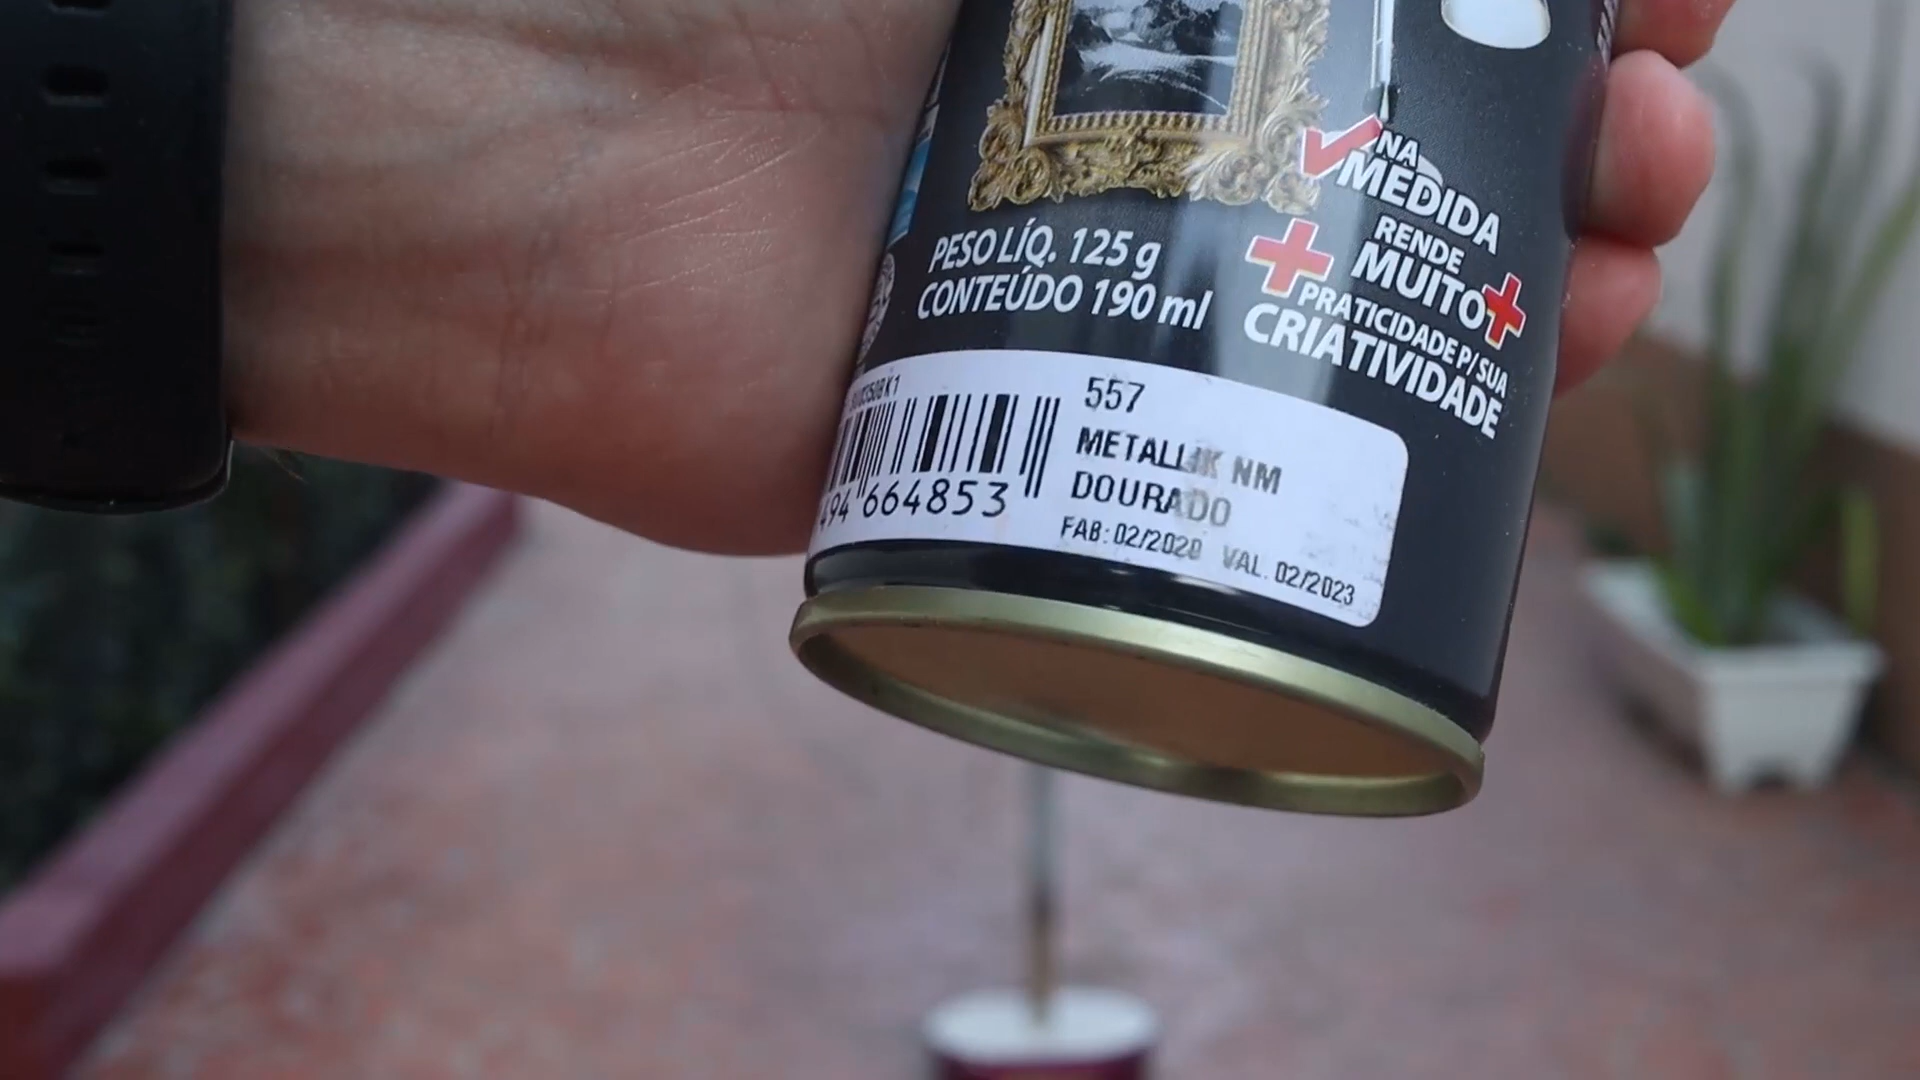 NA
MEDIDA
RENDE
MUITO
PRATICIDADE P/ SUA
CRIATIVIDADE
PESO LÍQ. 125 g
CONTEÚDO 190 ml
557
METALLIK NM
DOURADO
FAB: 02/2020 VAL. 02/2023
494 664853